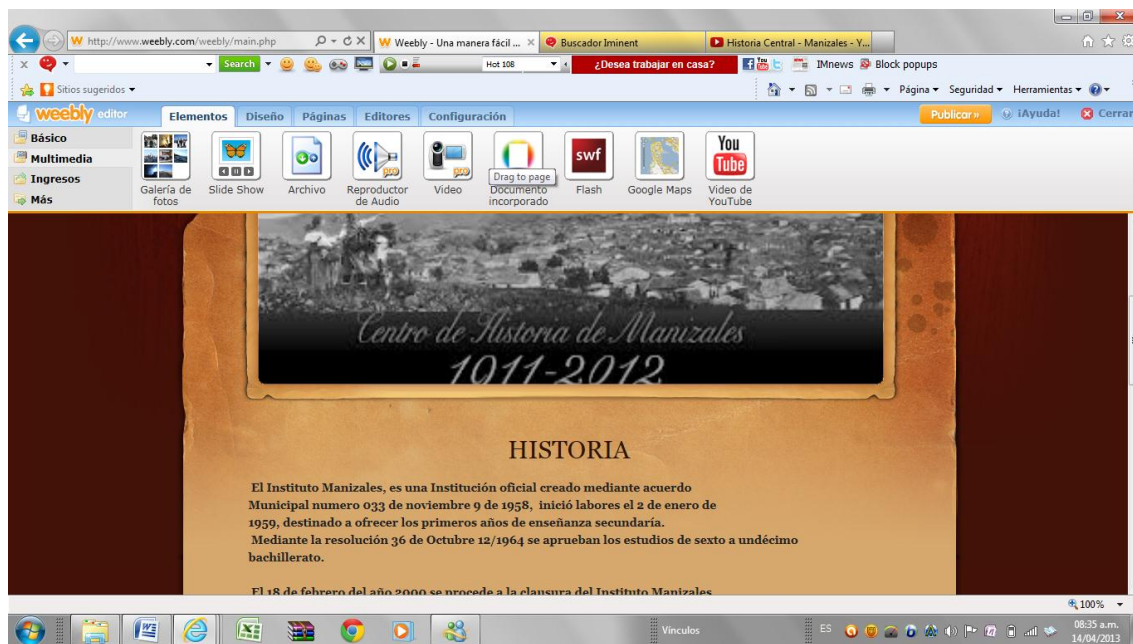 http://www.weebly.com/weebly/main.php
Weebly - Una manera fácil ...
Buscador Iminent
Historia Central - Manizales - Y...
Search
Hot 108
¿Desea trabajar en casa?
IMnews
Block popups
Sitios sugeridos
Página
Seguridad
Herramientas
weebly editor
Elementos
Diseño
Páginas
Editores
Configuración
Publicar »
¡Ayuda!
Cerrar
Básico
Multimedia
Ingresos
Más
Galería de fotos
Slide Show
Archivo
pro
Reproductor de Audio
pro
Video
Drag to page
Documento incorporado
swf
Flash
Google Maps
You Tube
Video de YouTube
Centro de Historia de Manizales
1911-2012
HISTORIA
El Instituto Manizales, es una Institución oficial creado mediante acuerdo
Municipal numero 033 de noviembre 9 de 1958, inició labores el 2 de enero de
1959, destinado a ofrecer los primeros años de enseñanza secundaría.
Mediante la resolución 36 de Octubre 12/1964 se aprueban los estudios de sexto a undécimo
bachillerato.
El 18 de febrero del año 2000 se procede a la clausura del Instituto Manizales
100%
Vínculos
ES
08:35 a.m.
14/04/2013